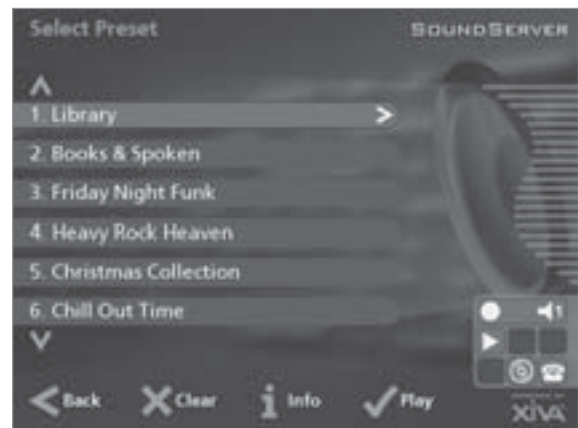 Select Preset
SOUNDSERVER
1. Library
2. Books & Spoken
3. Friday Night Funk
4. Heavy Rock Heaven
5. Christmas Collection
6. Chill Out Time
1
Back Clear Info Play
xiva